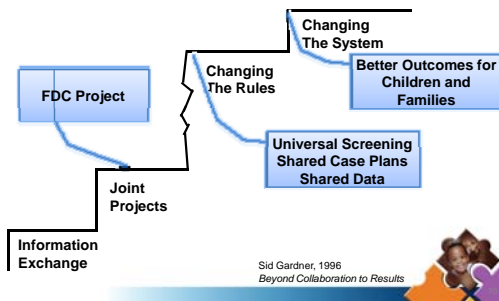 Changing
The System
Better Outcomes for
Children and
Families
Changing
The Rules
FDC Project
Universal Screening
Shared Case Plans
Shared Data
Joint
Projects
Information
Exchange
Sid Gardner, 1996
Beyond Collaboration to Results